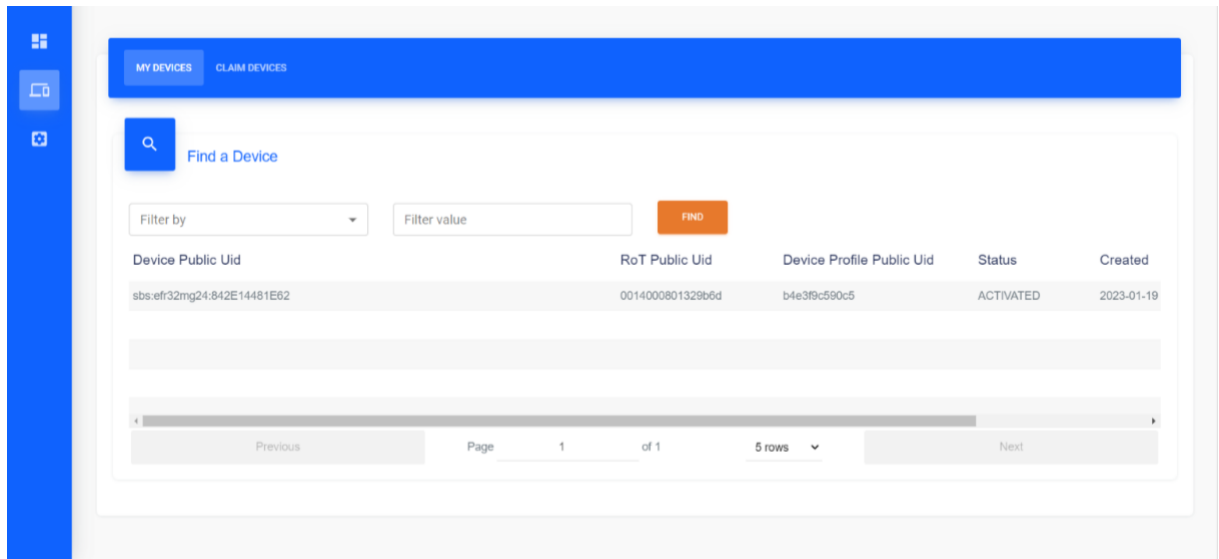 MY DEVICES CLAIM DEVICES
Find a Device
Filter by Filter value FIND
Device Public Uid RoT Public Uid Device Profile Public Uid Status Created
sbs:efr32mg24:842E14481E62 0014000801329b6d b4e3f9c590c5 ACTIVATED 2023-01-19
Previous Page 1 of 1 5 rows Next